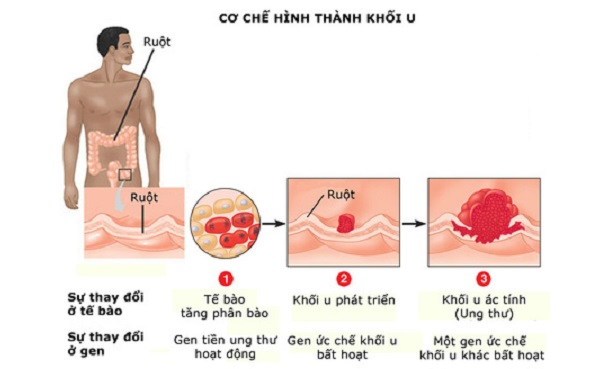 CƠ CHẾ HÌNH THÀNH KHỐI U
Ruột
Ruột
Ruột
1
2
3
Sự thay đổi
ở tế bào
Tế bào
tăng phân bào
Khối u phát triển
Khối u ác tính
(Ung thư)
Sự thay đổi
ở gen
Gen tiền ung thư
hoạt động
Gen ức chế khối u
bất hoạt
Một gen ức chế
khối u khác bất hoạt